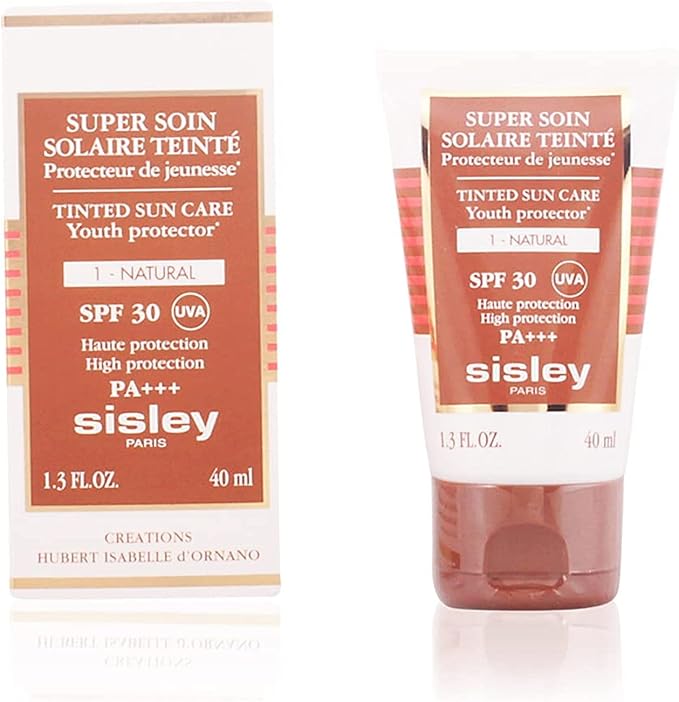 SUPER SOIN
SOLAIRE TEINTÉ
Protecteur de jeunesse*
TINTED SUN CARE
Youth protector*
1 - NATURAL
SPF 30 UVA
Haute protection
High protection
PA+++
sisley
PARIS
1.3 FL.OZ. 40 ml
CREATIONS
HUBERT ISABELLE d'ORNANO
SUPER SOIN
SOLAIRE TEINTÉ
Protecteur de jeunesse*
TINTED SUN CARE
Youth protector*
1 - NATURAL
SPF 30 UVA
Haute protection
High protection
PA+++
sisley
PARIS
1.3 FL.OZ. 40 ml